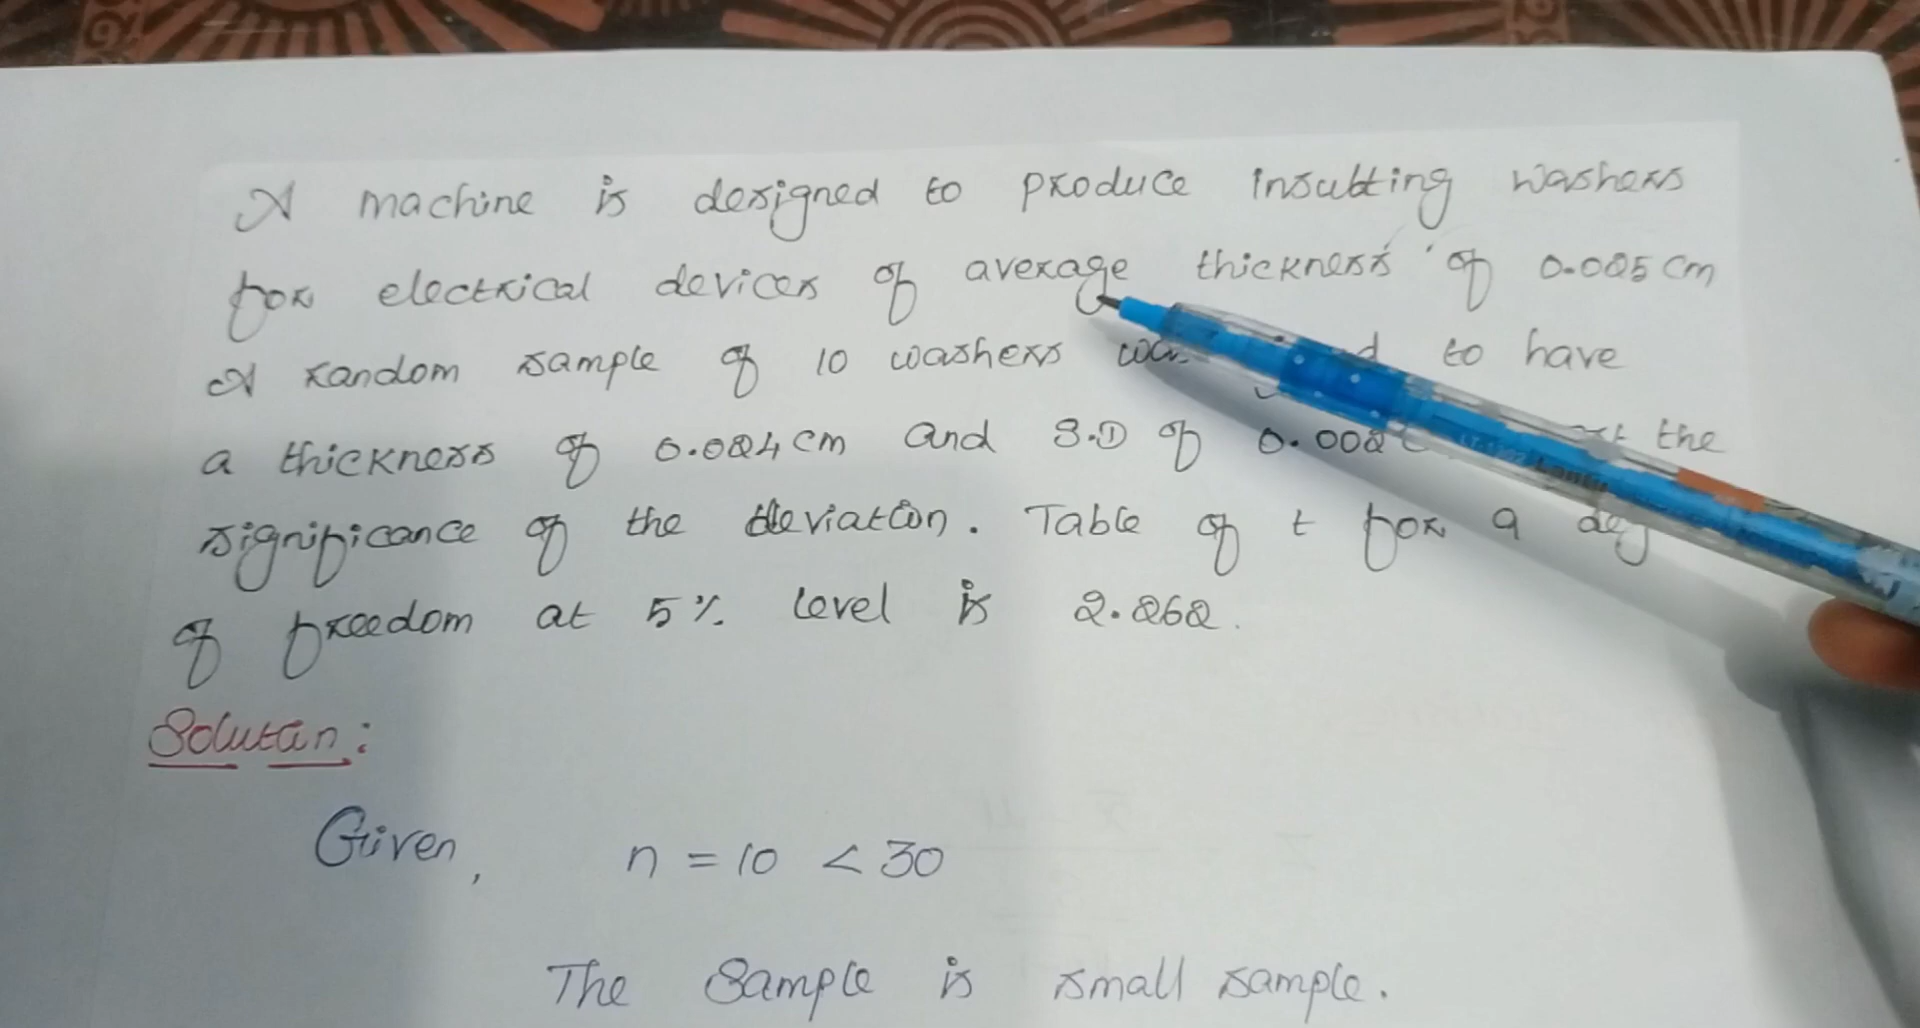 A machine is designed to produce insulting washers
for electrical devices of average thickness of 0.025 cm
A random sample of 10 washers to have
a thickness of 0.024 cm and S.D of 0.002 the
significance of the deviation. Table of t for 9 deg
of freedom at 5% level is 2.262.
Solution:
Given, n = 10 < 30
The Sample is small sample.